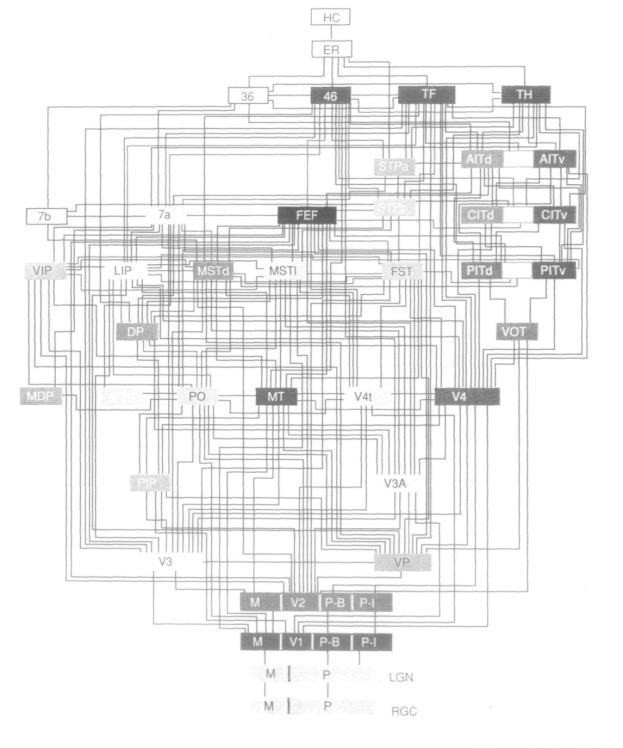 HC
ER
36 46 TF TH
STPa AITd AITv
7b 7a FEF STPp CITd CITv
VIP LIP MSTd MSTl FST PITd PITv
DP VOT
MDP PO MT V4t V4
PIP V3A
V3 VP
M V2 P-B P-I
M V1 P-B P-I
M P LGN
M P RGC